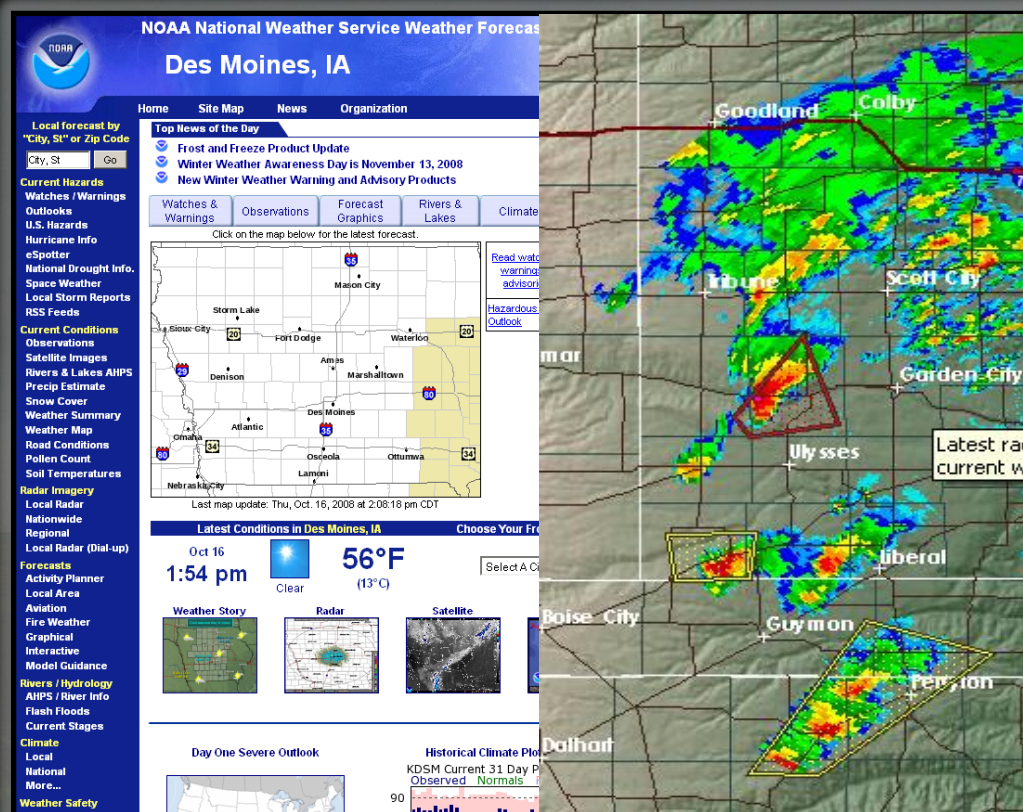 NOAA
NOAA National Weather Service Weather Forecas
Des Moines, IA
Home Site Map News Organization
Local forecast by
"City, St" or Zip Code
City, St Go
Current Hazards
Watches / Warnings
Outlooks
U.S. Hazards
Hurricane Info
eSpotter
National Drought Info.
Space Weather
Local Storm Reports
RSS Feeds
Current Conditions
Observations
Satellite Images
Rivers & Lakes AHPS
Precip Estimate
Snow Cover
Weather Summary
Weather Map
Road Conditions
Pollen Count
Soil Temperatures
Radar Imagery
Local Radar
Nationwide
Regional
Local Radar (Dial-up)
Forecasts
Activity Planner
Local Area
Aviation
Fire Weather
Graphical
Interactive
Model Guidance
Rivers / Hydrology
AHPS / River Info
Flash Floods
Current Stages
Climate
Local
National
More...
Weather Safety
Top News of the Day
Frost and Freeze Product Update
Winter Weather Awareness Day is November 13, 2008
New Winter Weather Warning and Advisory Products
Watches &
Warnings
Observations
Forecast
Graphics
Rivers &
Lakes
Climate
Click on the map below for the latest forecast.
35
Mason City
Storm Lake
Sioux City
20
Fort Dodge
Waterloo
20
Ames
29
Denison
Marshalltown
80
Des Moines
Atlantic
35
Omaha
34
80
Osceola
Ottumwa
34
Lamoni
Nebraska City
Read watc
warning
advisori
Hazardous
Outlook
Last map update: Thu, Oct. 16, 2008 at 2:08:18 pm CDT
Latest Conditions in Des Moines, IA
Choose Your Fro
Oct 16
1:54 pm
Clear
56°F
(13°C)
Select A Ci
Weather Story
Radar
Satellite
Day One Severe Outlook
Historical Climate Plot
KDSM Current 31 Day P
Observed Normals
90
Goodland
Colby
7
Tribune
Scott City
mar
Garden City
Latest rad
current w
Ulysses
Liberal
Boise City
Guymon
Perryton
Dalhart